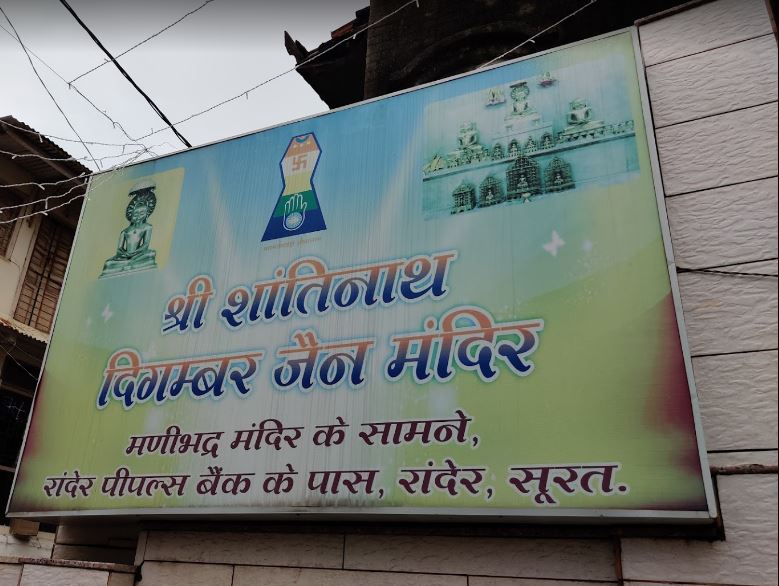 श्री शांतिनाथ
दिगम्बर जैन मंदिर
मणीभद्र मंदिर के सामने,
रांदेर पीपल्स बैंक के पास, रांदेर, सूरत.